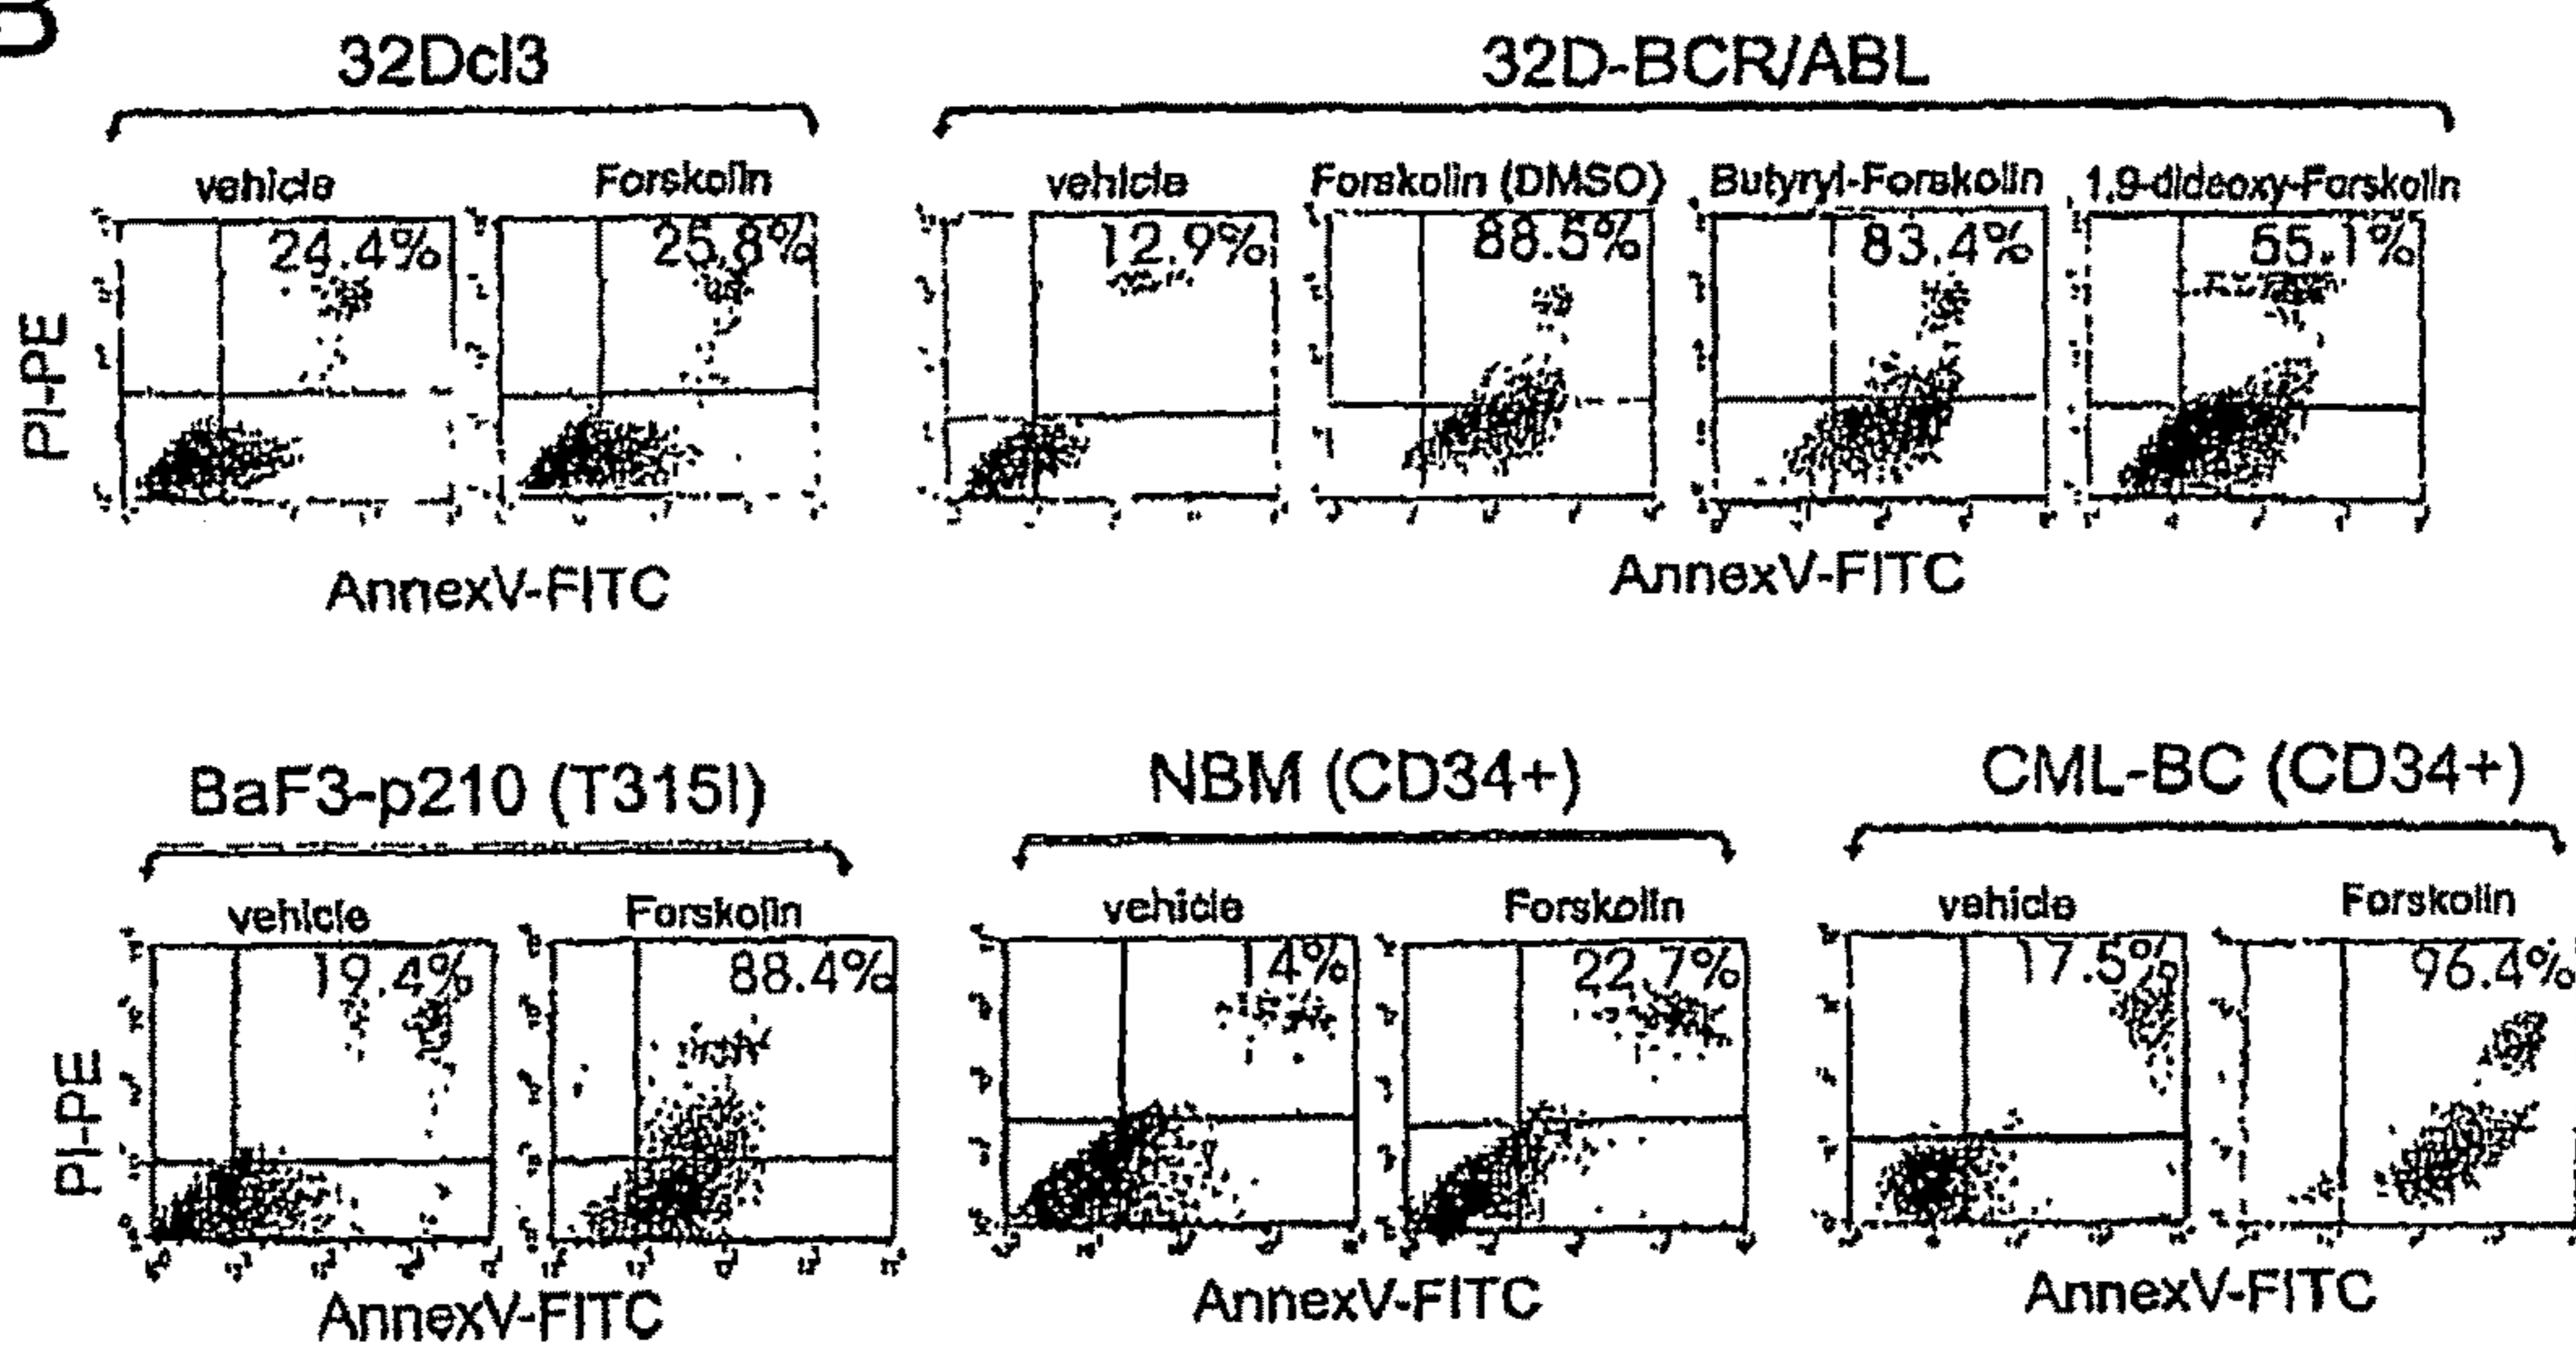 B
32Dcl3
32D-BCR/ABL
vehicle
Forskolin
vehicle
Forskolin (DMSO)
Butyryl-Forskolin
1,9-dideoxy-Forskolin
24.4%
25.8%
12.9%
88.5%
83.4%
55.1%
PI-PE
AnnexV-FITC
AnnexV-FITC
BaF3-p210 (T315I)
NBM (CD34+)
CML-BC (CD34+)
vehicle
Forskolin
vehicle
Forskolin
vehicle
Forskolin
19.4%
88.4%
14%
22.7%
17.5%
96.4%
PI-PE
AnnexV-FITC
AnnexV-FITC
AnnexV-FITC